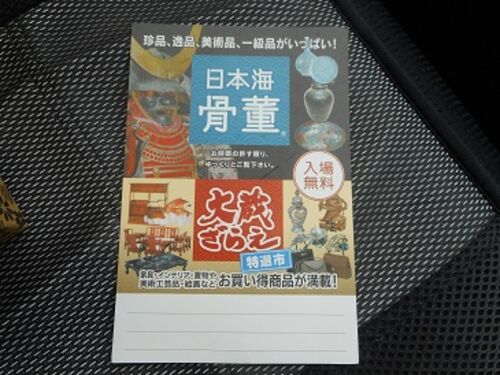 珍品、逸品、美術品、一級品がいっぱい！
日本海
骨董®
お時間の許す限り、
ゆっくりとご覧下さい。
入場
無料
大蔵
ざらえ
特選市
家具・インテリア・置物や
美術工芸品・絵画など
お買い得商品が満載！